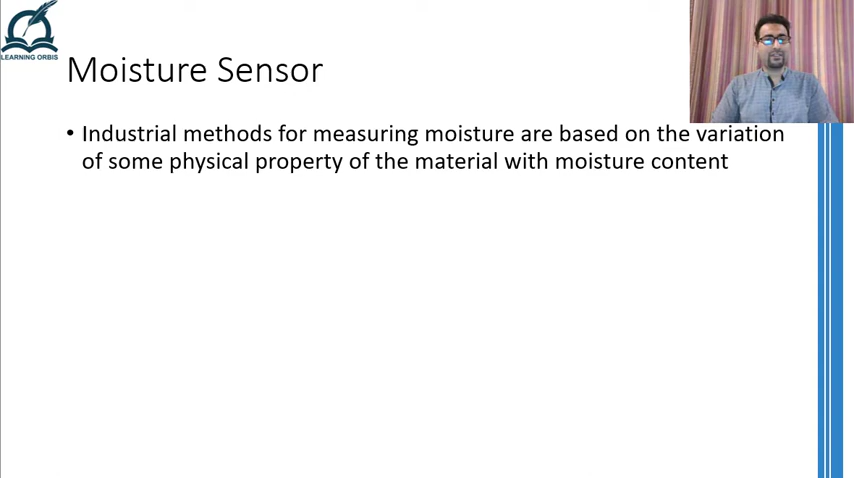 LEARNING ORBIS
Moisture Sensor
• Industrial methods for measuring moisture are based on the variation
of some physical property of the material with moisture content